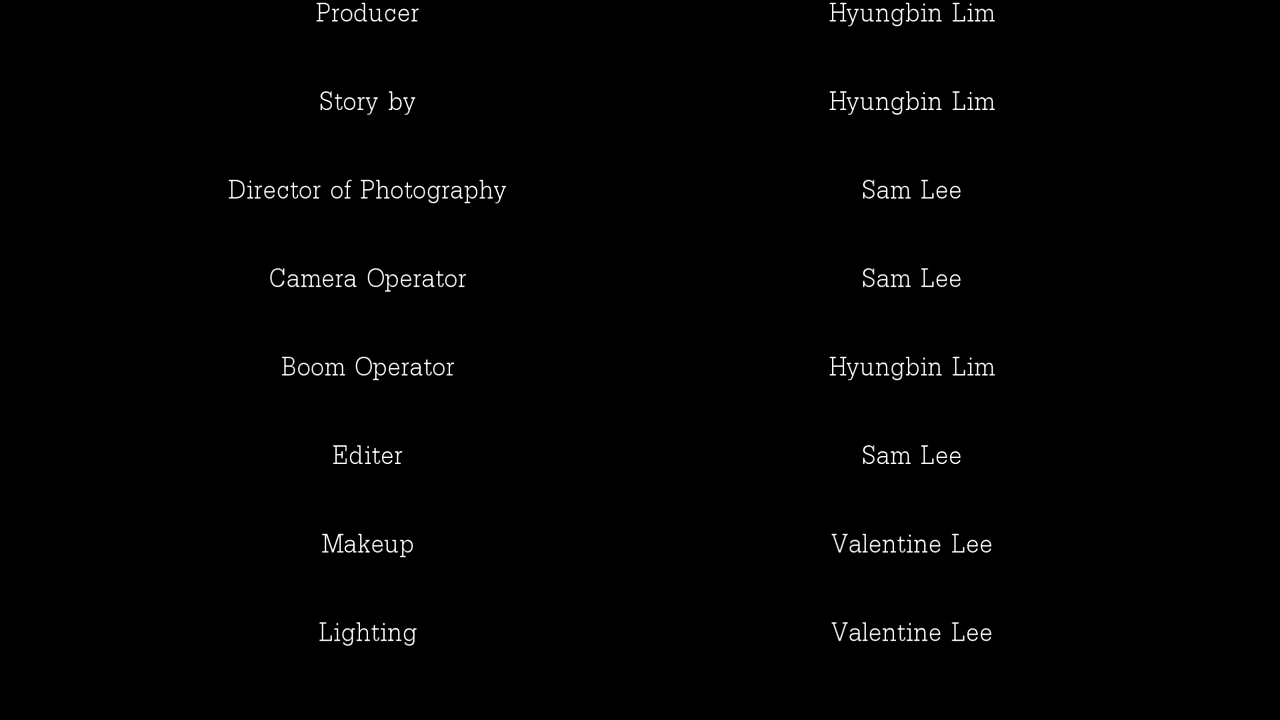 Producer Hyungbin Lim
Story by Hyungbin Lim
Director of Photography Sam Lee
Camera Operator Sam Lee
Boom Operator Hyungbin Lim
Editer Sam Lee
Makeup Valentine Lee
Lighting Valentine Lee